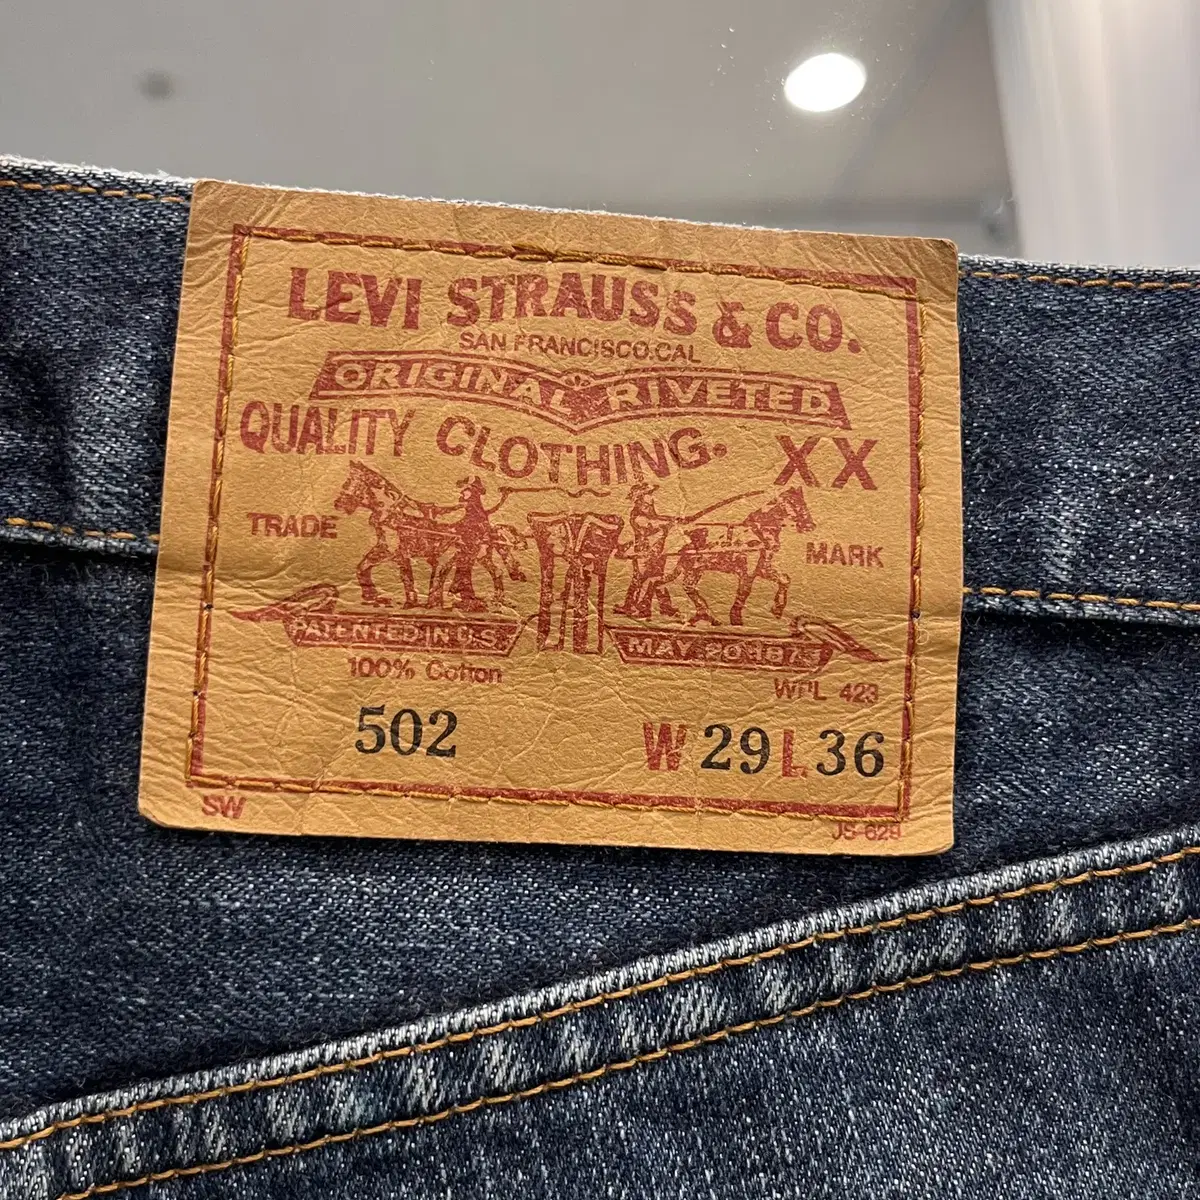 LEVI STRAUSS & CO.
SAN FRANCISCO.CAL
ORIGINAL RIVETED
QUALITY CLOTHING. XX
TRADE MARK
PATENTED IN U.S. MAY 20 1873
100% Cotton
WPL 423
502 W 29 L 36
SW
JS-629